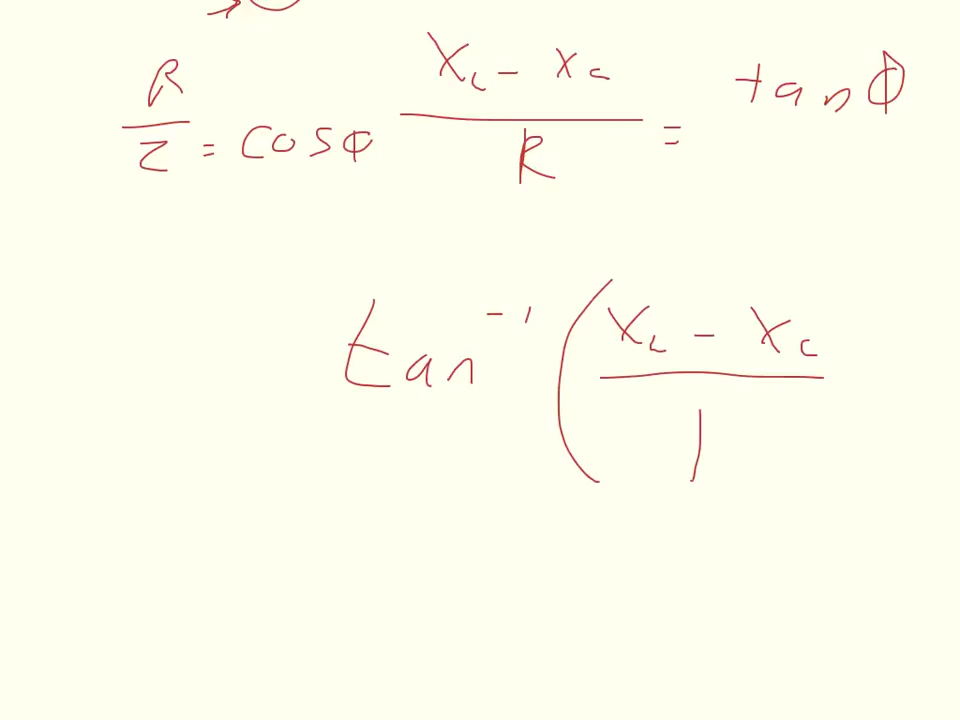 R/Z = cosφ (X_L - X_C)/R = tanφ
tan⁻¹ ( (X_L - X_C)/